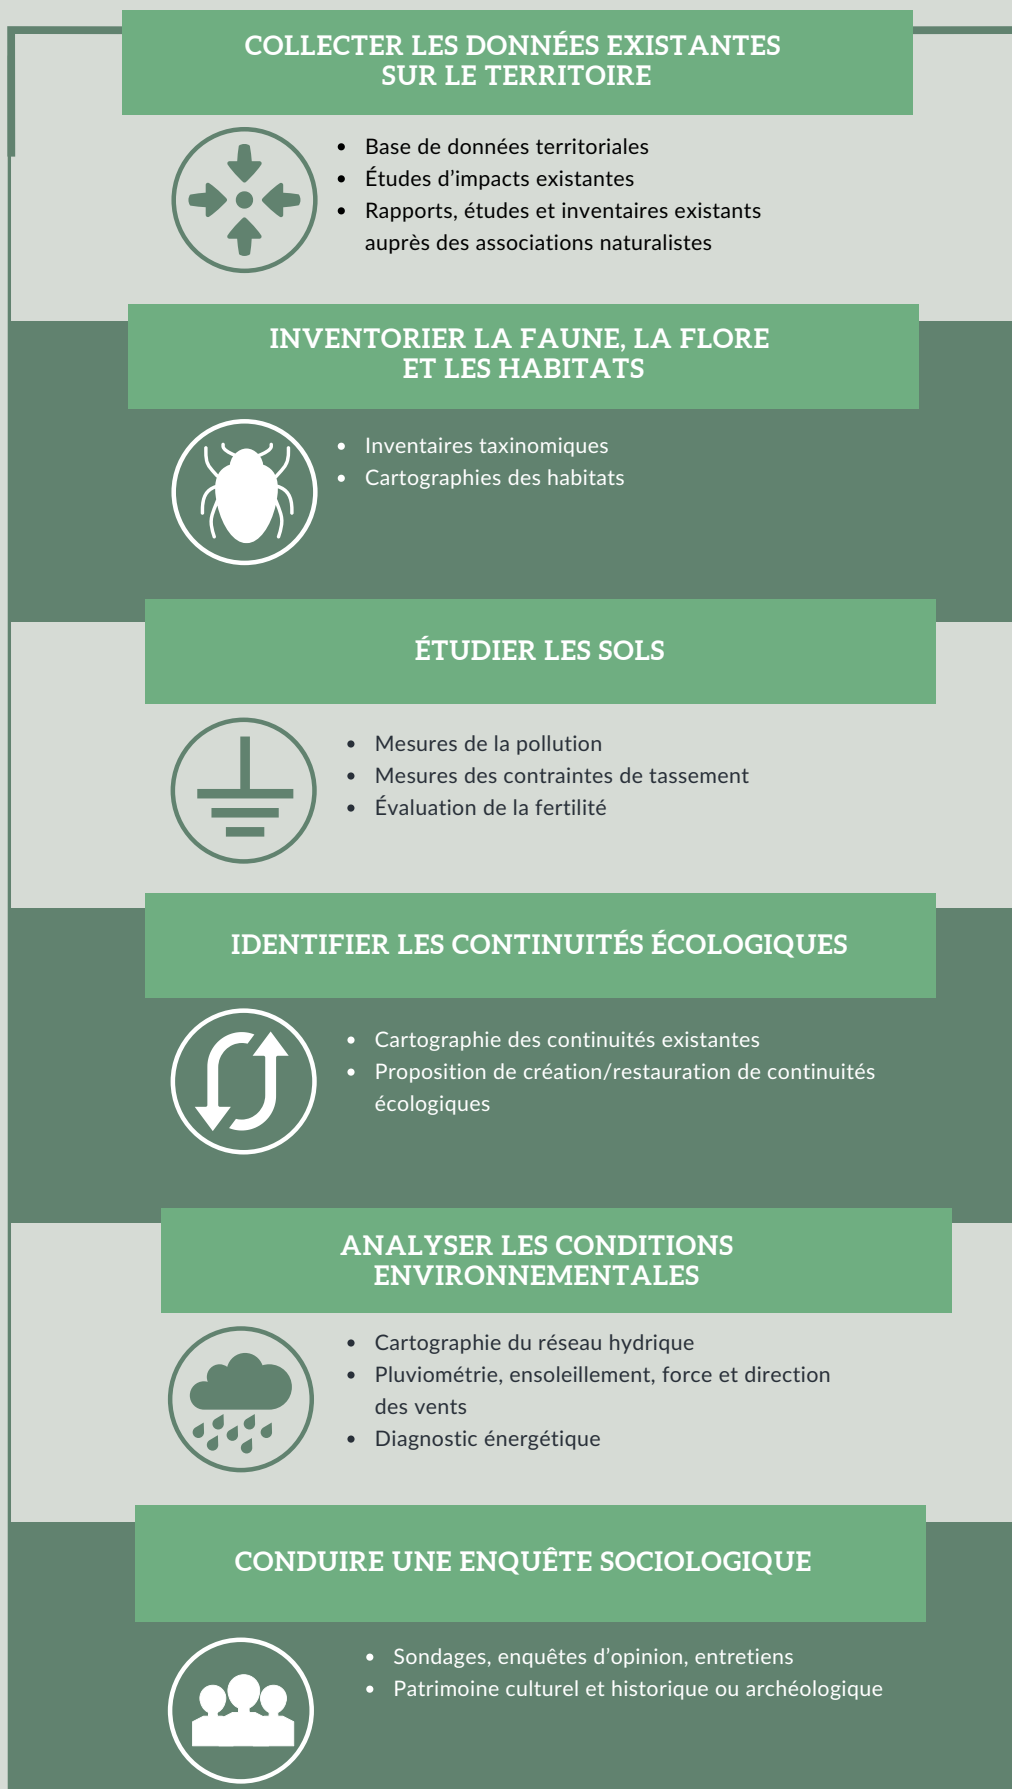 COLLECTER LES DONNÉES EXISTANTES
SUR LE TERRITOIRE
• Base de données territoriales
• Études d’impacts existantes
• Rapports, études et inventaires existants
auprès des associations naturalistes
INVENTORIER LA FAUNE, LA FLORE
ET LES HABITATS
• Inventaires taxinomiques
• Cartographies des habitats
ÉTUDIER LES SOLS
• Mesures de la pollution
• Mesures des contraintes de tassement
• Évaluation de la fertilité
IDENTIFIER LES CONTINUITÉS ÉCOLOGIQUES
• Cartographie des continuités existantes
• Proposition de création/restauration de continuités
écologiques
ANALYSER LES CONDITIONS
ENVIRONNEMENTALES
• Cartographie du réseau hydrique
• Pluviométrie, ensoleillement, force et direction
des vents
• Diagnostic énergétique
CONDUIRE UNE ENQUÊTE SOCIOLOGIQUE
• Sondages, enquêtes d’opinion, entretiens
• Patrimoine culturel et historique ou archéologique